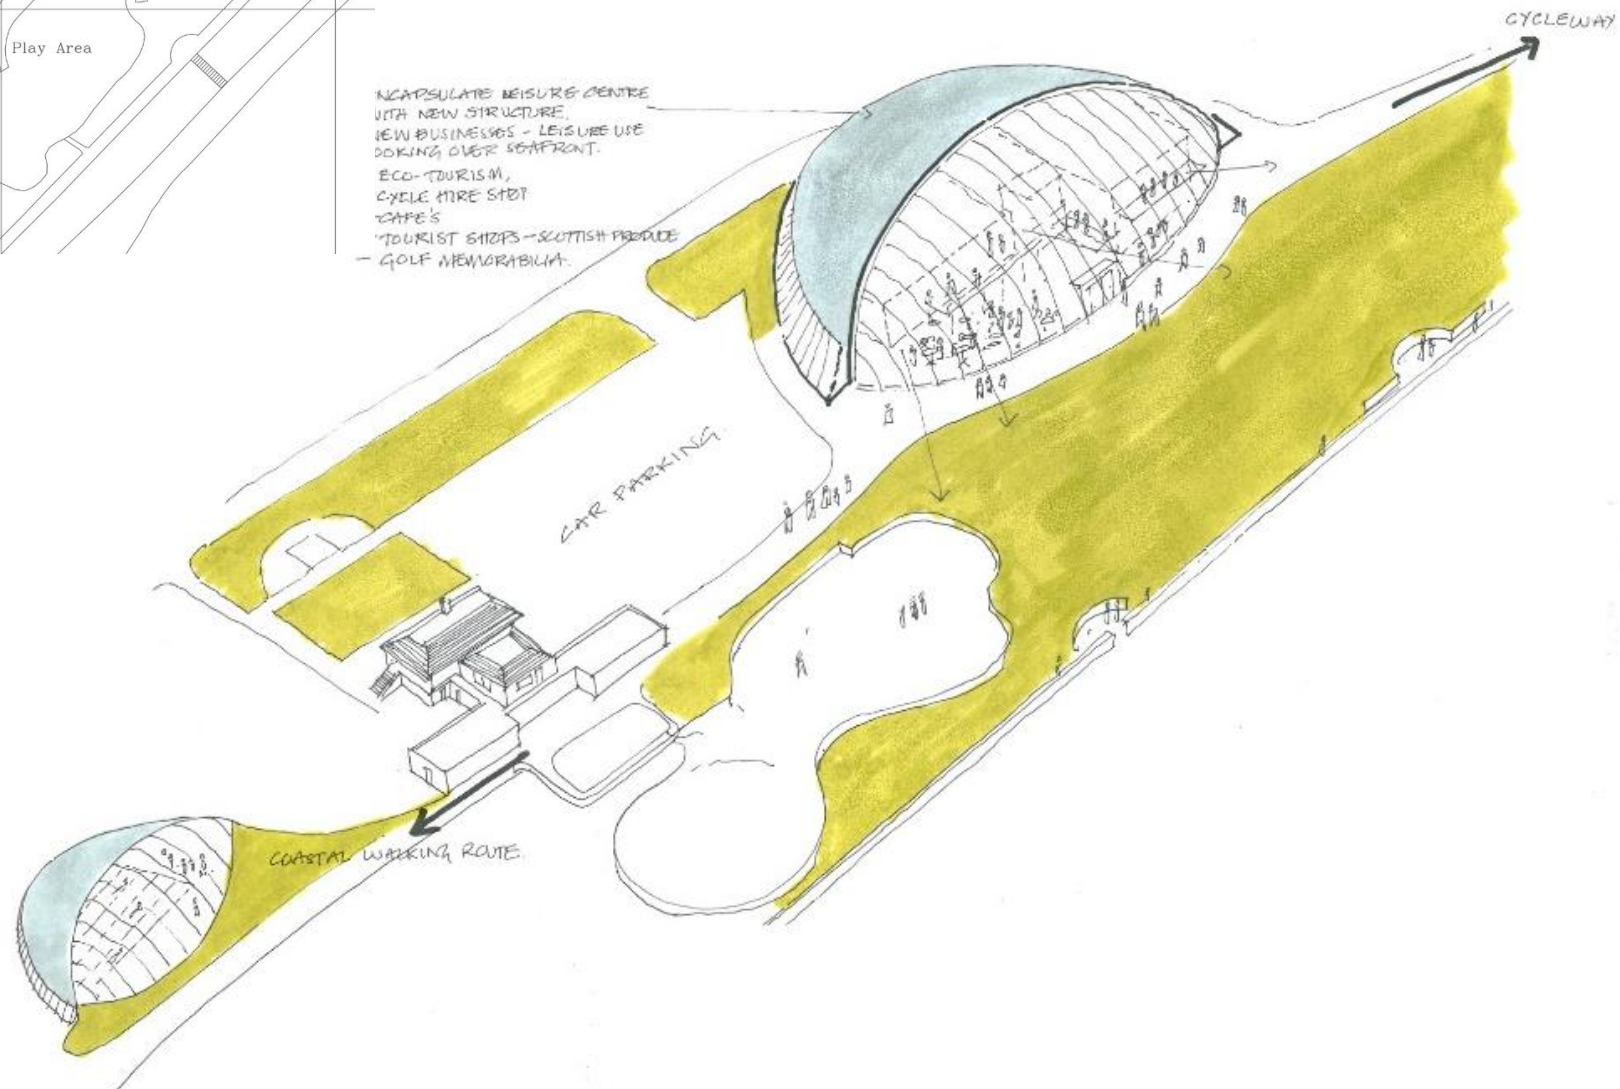 CYCLEWAY
Play Area
NCAPSULATE LEISURE CENTRE
WITH NEW STRUCTURE.
NEW BUSINESSES - LEISURE USE
OOKING OVER SEAFRONT.
ECO-TOURISM,
CYCLE HIRE SHOP
-CAFE'S
-TOURIST SHOPS - SCOTTISH PRODUCE
- GOLF MEMORABILIA.
CAR PARKING.
COASTAL WALKING ROUTE.